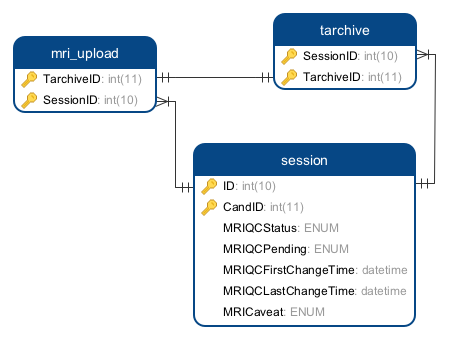 mri_upload
TarchiveID: int(11)
SessionID: int(10)
tarchive
SessionID: int(10)
TarchiveID: int(11)
session
ID: int(10)
CandID: int(11)
MRIQCStatus: ENUM
MRIQCPending: ENUM
MRIQCFirstChangeTime: datetime
MRIQCLastChangeTime: datetime
MRICaveat: ENUM